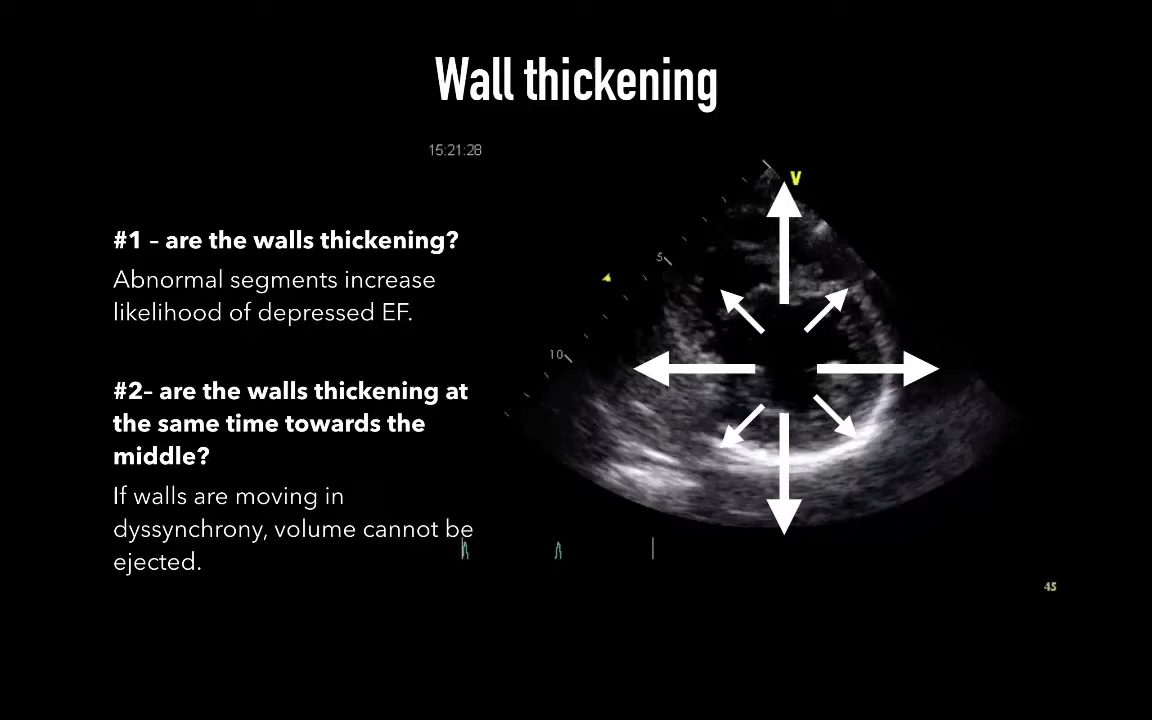 Wall thickening
15:21:28
V
#1 – are the walls thickening?
Abnormal segments increase
likelihood of depressed EF.
5
10
#2– are the walls thickening at
the same time towards the
middle?
If walls are moving in
dyssynchrony, volume cannot be
ejected.
45